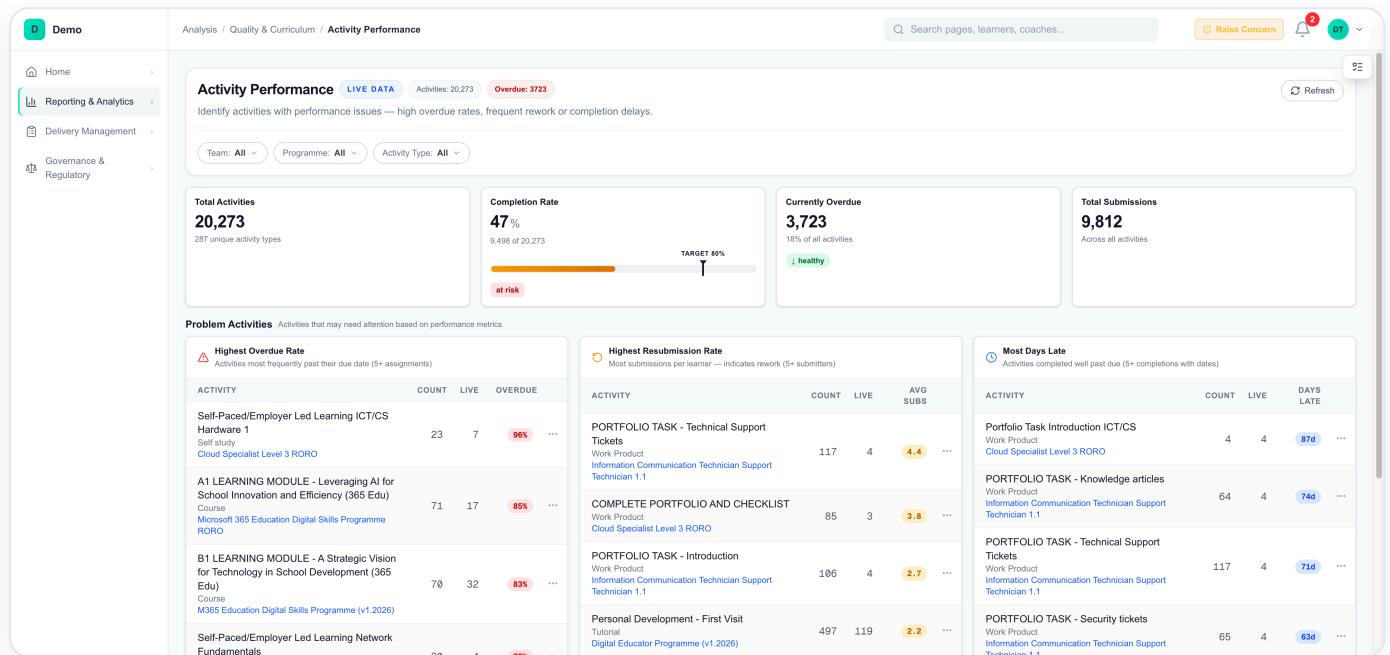 D Demo
Analysis / Quality & Curriculum / Activity Performance
Search pages, learners, coaches...
Raise Concern
2
DT
Home
Reporting & Analytics
Delivery Management
Governance &
Regulatory
Activity Performance LIVE DATA Activities: 20,273 Overdue: 3723
Refresh
Identify activities with performance issues — high overdue rates, frequent rework or completion delays.
Team: All Programme: All Activity Type: All
Total Activities
20,273
287 unique activity types
Completion Rate
47 %
9,498 of 20,273
TARGET 80%
at risk
Currently Overdue
3,723
18% of all activities
↓ healthy
Total Submissions
9,812
Across all activities
Problem Activities Activities that may need attention based on performance metrics
Highest Overdue Rate
Activities most frequently past their due date (5+ assignments)
ACTIVITY COUNT LIVE OVERDUE
Self-Paced/Employer Led Learning ICT/CS
Hardware 1
Self study
Cloud Specialist Level 3 RORO
23 7 96% ...
A1 LEARNING MODULE - Leveraging AI for
School Innovation and Efficiency (365 Edu)
Course
Microsoft 365 Education Digital Skills Programme
RORO
71 17 85% ...
B1 LEARNING MODULE - A Strategic Vision
for Technology in School Development (365
Edu)
Course
M365 Education Digital Skills Programme (v1.2026)
70 32 83% ...
Self-Paced/Employer Led Learning Network
Fundamentals
Highest Resubmission Rate
Most submissions per learner — indicates rework (5+ submitters)
ACTIVITY COUNT LIVE AVG
SUBS
PORTFOLIO TASK - Technical Support
Tickets
Work Product
Information Communication Technician Support
Technician 1.1
117 4 4.4 ...
COMPLETE PORTFOLIO AND CHECKLIST
Work Product
Cloud Specialist Level 3 RORO
85 3 3.8 ...
PORTFOLIO TASK - Introduction
Work Product
Information Communication Technician Support
Technician 1.1
106 4 2.7 ...
Personal Development - First Visit
Tutorial
Digital Educator Programme (v1.2026)
497 119 2.2 ...
Most Days Late
Activities completed well past due (5+ completions with dates)
ACTIVITY COUNT LIVE DAYS
LATE
Portfolio Task Introduction ICT/CS
Work Product
Cloud Specialist Level 3 RORO
4 4 87d ...
PORTFOLIO TASK - Knowledge articles
Work Product
Information Communication Technician Support
Technician 1.1
64 4 74d ...
PORTFOLIO TASK - Technical Support
Tickets
Work Product
Information Communication Technician Support
Technician 1.1
117 4 71d ...
PORTFOLIO TASK - Security tickets
Work Product
Information Communication Technician Support
65 4 63d ...